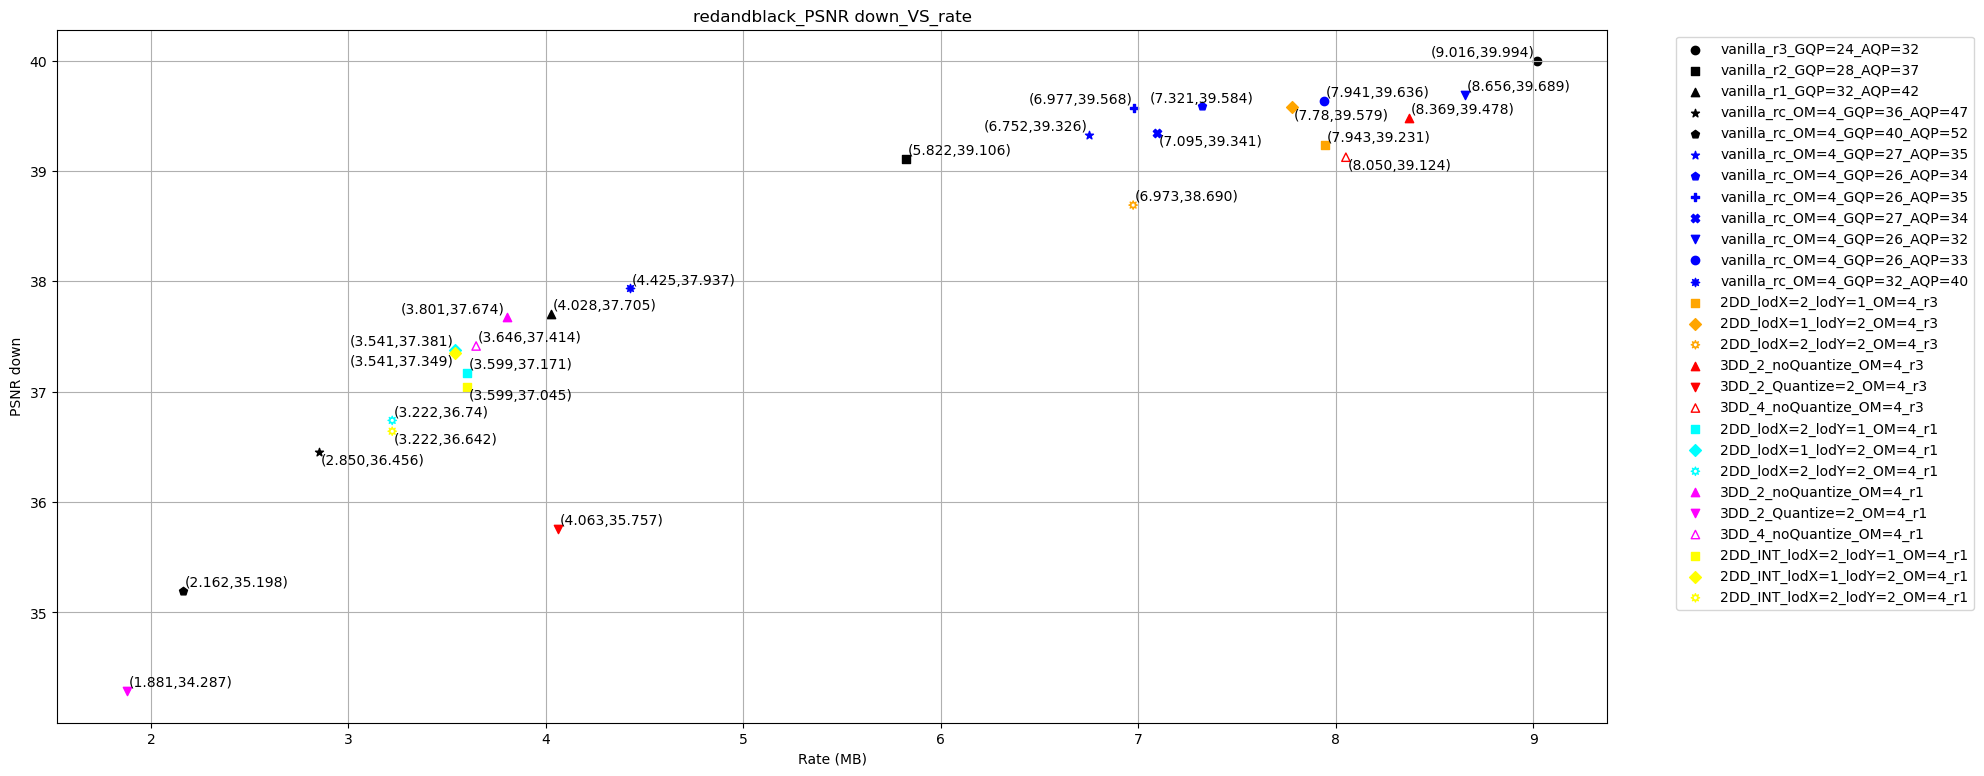 redandblack_PSNR down_VS_rate
PSNR down
40
39
38
37
36
35
(9.016,39.994)
(8.656,39.689)
(7.941,39.636)
(7.321,39.584)
(6.977,39.568)
(7.78,39.579)
(8.369,39.478)
(6.752,39.326)
(7.095,39.341)
(7.943,39.231)
(5.822,39.106)
(8.050,39.124)
(6.973,38.690)
(4.425,37.937)
(3.801,37.674)
(4.028,37.705)
(3.541,37.381)
(3.646,37.414)
(3.541,37.349)
(3.599,37.171)
(3.599,37.045)
(3.222,36.74)
(3.222,36.642)
(2.850,36.456)
(4.063,35.757)
(2.162,35.198)
(1.881,34.287)
2
3
4
5
6
7
8
9
Rate (MB)
vanilla_r3_GQP=24_AQP=32
vanilla_r2_GQP=28_AQP=37
vanilla_r1_GQP=32_AQP=42
vanilla_rc_OM=4_GQP=36_AQP=47
vanilla_rc_OM=4_GQP=40_AQP=52
vanilla_rc_OM=4_GQP=27_AQP=35
vanilla_rc_OM=4_GQP=26_AQP=34
vanilla_rc_OM=4_GQP=26_AQP=35
vanilla_rc_OM=4_GQP=27_AQP=34
vanilla_rc_OM=4_GQP=26_AQP=32
vanilla_rc_OM=4_GQP=26_AQP=33
vanilla_rc_OM=4_GQP=32_AQP=40
2DD_lodX=2_lodY=1_OM=4_r3
2DD_lodX=1_lodY=2_OM=4_r3
2DD_lodX=2_lodY=2_OM=4_r3
3DD_2_noQuantize_OM=4_r3
3DD_2_Quantize=2_OM=4_r3
3DD_4_noQuantize_OM=4_r3
2DD_lodX=2_lodY=1_OM=4_r1
2DD_lodX=1_lodY=2_OM=4_r1
2DD_lodX=2_lodY=2_OM=4_r1
3DD_2_noQuantize_OM=4_r1
3DD_2_Quantize=2_OM=4_r1
3DD_4_noQuantize_OM=4_r1
2DD_INT_lodX=2_lodY=1_OM=4_r1
2DD_INT_lodX=1_lodY=2_OM=4_r1
2DD_INT_lodX=2_lodY=2_OM=4_r1